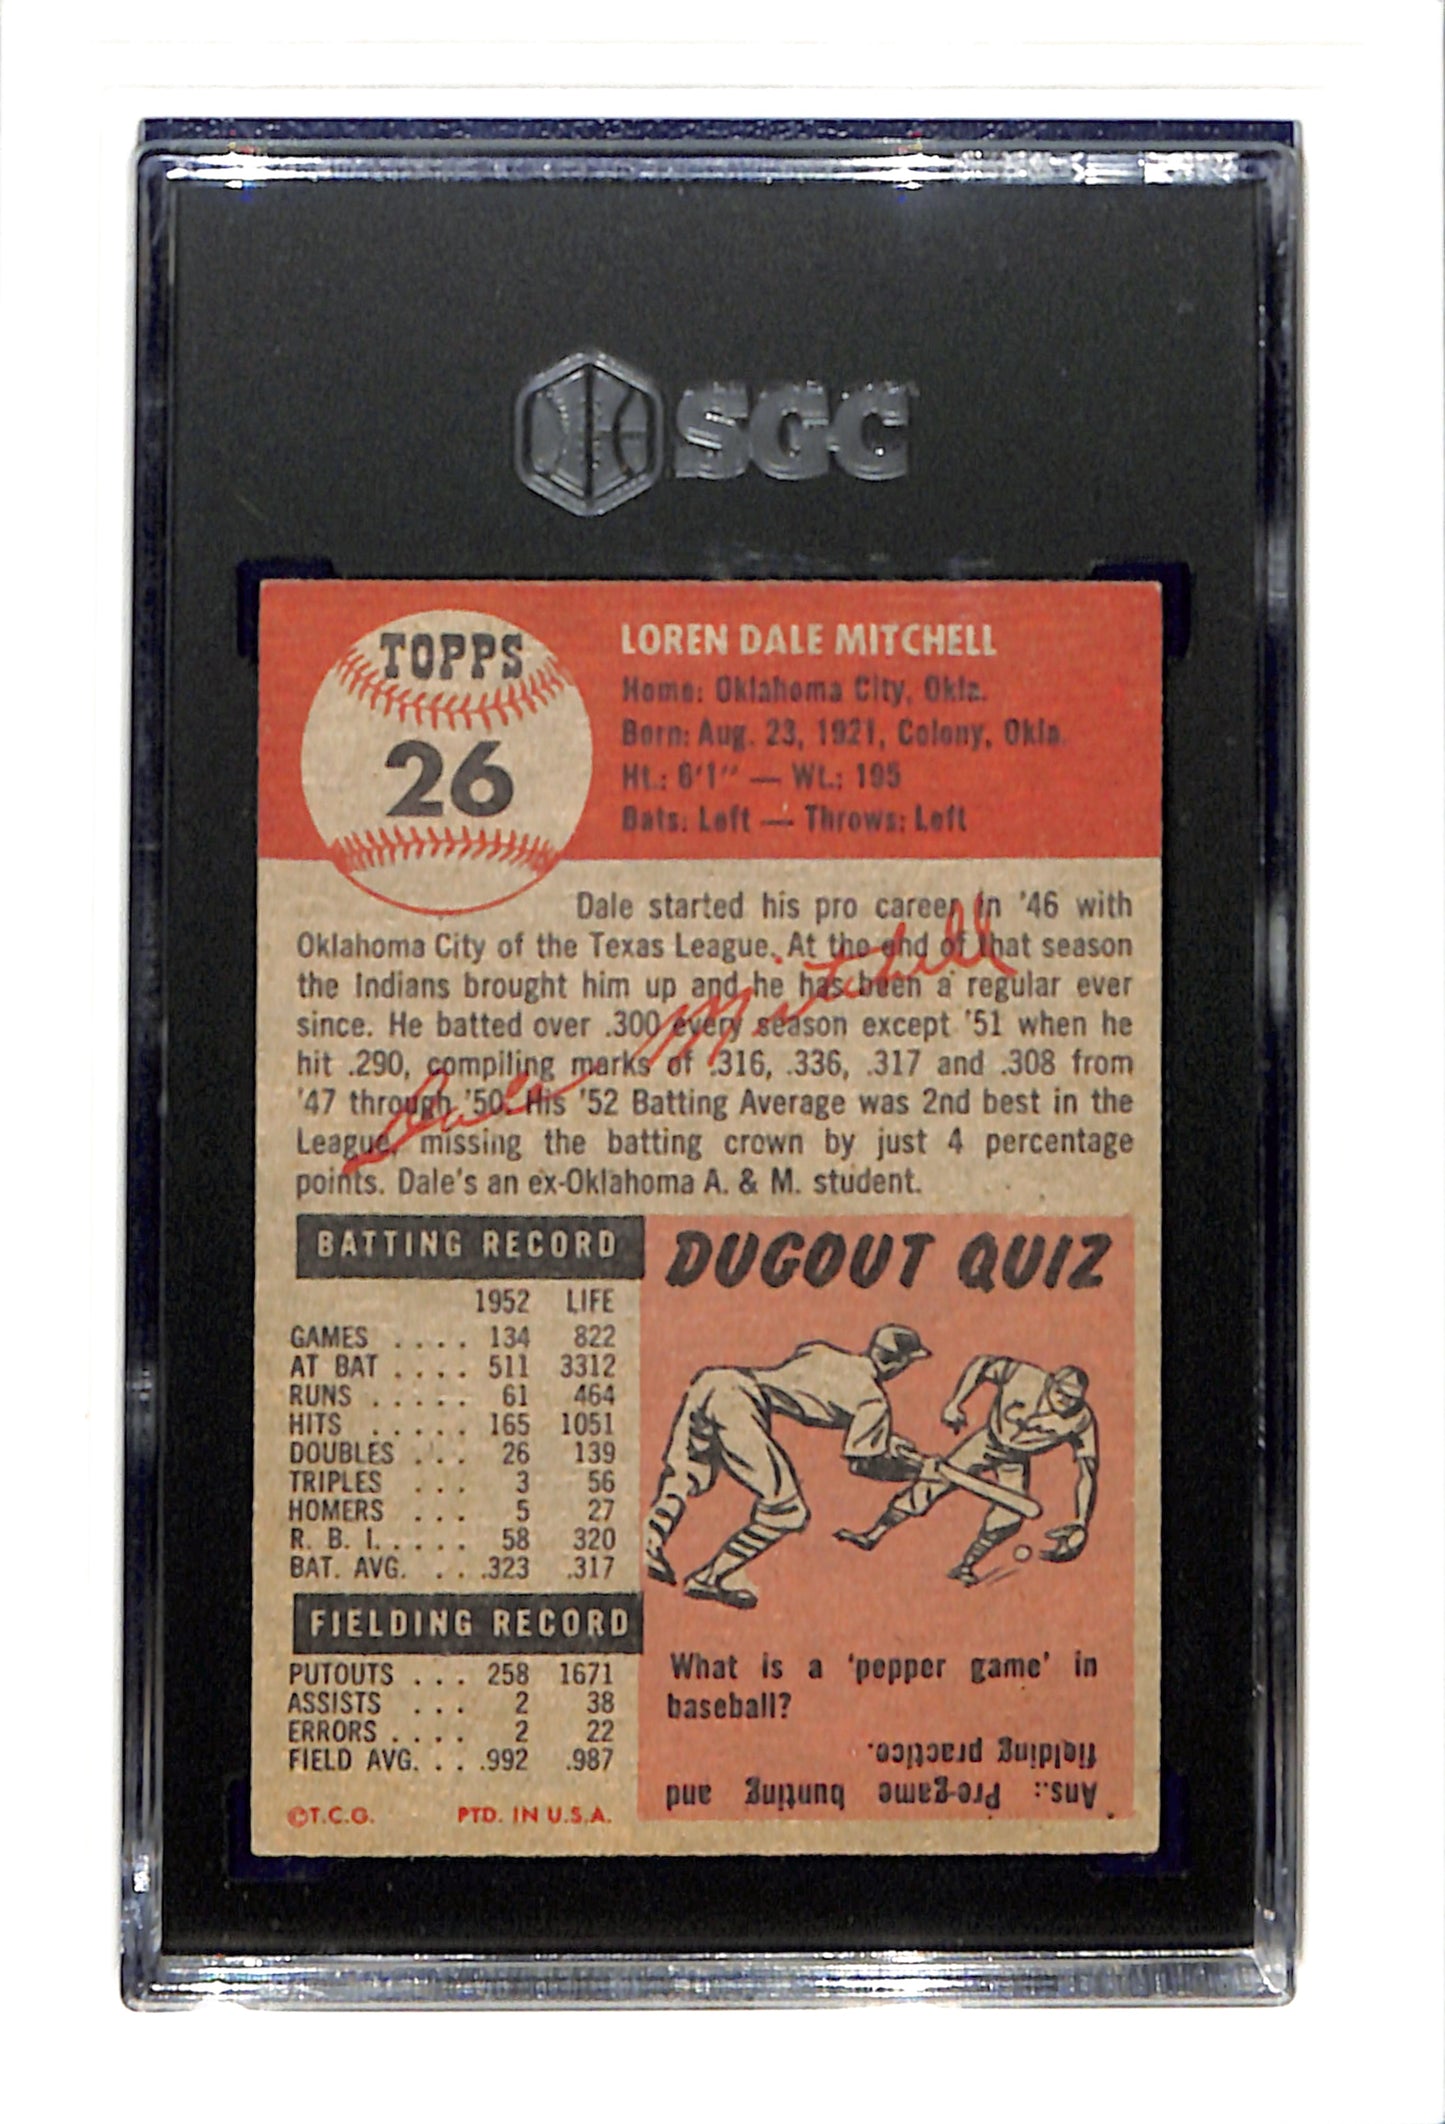 SGC
TOPPS
26
LOREN DALE MITCHELL
Home: Oklahoma City, Okla.
Born: Aug. 23, 1921, Colony, Okla.
Ht.: 6'1" — Wt.: 195
Bats: Left — Throws: Left
Dale started his pro career in '46 with
Oklahoma City of the Texas League. At the end of that season
the Indians brought him up and he has been a regular ever
since. He batted over .300 every season except '51 when he
hit .290, compiling marks of .316, .336, .317 and .308 from
'47 through '50. His '52 Batting Average was 2nd best in the
League, missing the batting crown by just 4 percentage
points. Dale's an ex-Oklahoma A. & M. student.
Dale Mitchell
BATTING RECORD
1952 LIFE
GAMES . . . . 134 822
AT BAT . . . . 511 3312
RUNS . . . . . 61 464
HITS . . . . . 165 1051
DOUBLES . . . 26 139
TRIPLES . . . 3 56
HOMERS . . . 5 27
R. B. I. . . . . 58 320
BAT. AVG. . . . .323 .317
FIELDING RECORD
PUTOUTS . . . 258 1671
ASSISTS . . . 2 38
ERRORS . . . . 2 22
FIELD AVG. . . . .992 .987
©T.C.G. PTD. IN U.S.A.
DUGOUT QUIZ
What is a 'pepper game' in
baseball?
Ans.: Pre-game bunting and
fielding practice.